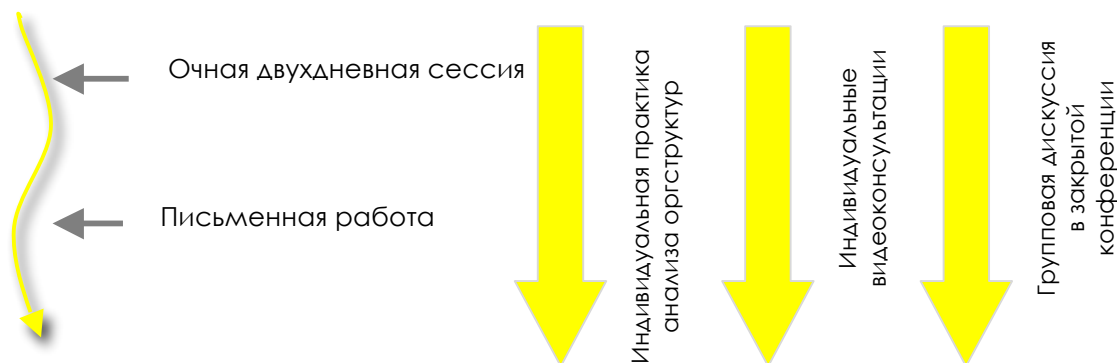 Очная двухдневная сессия
Письменная работа
Индивидуальная практика
анализа оргструктур
Индивидуальные
видеоконсультации
Групповая дискуссия
в закрытой
конференции